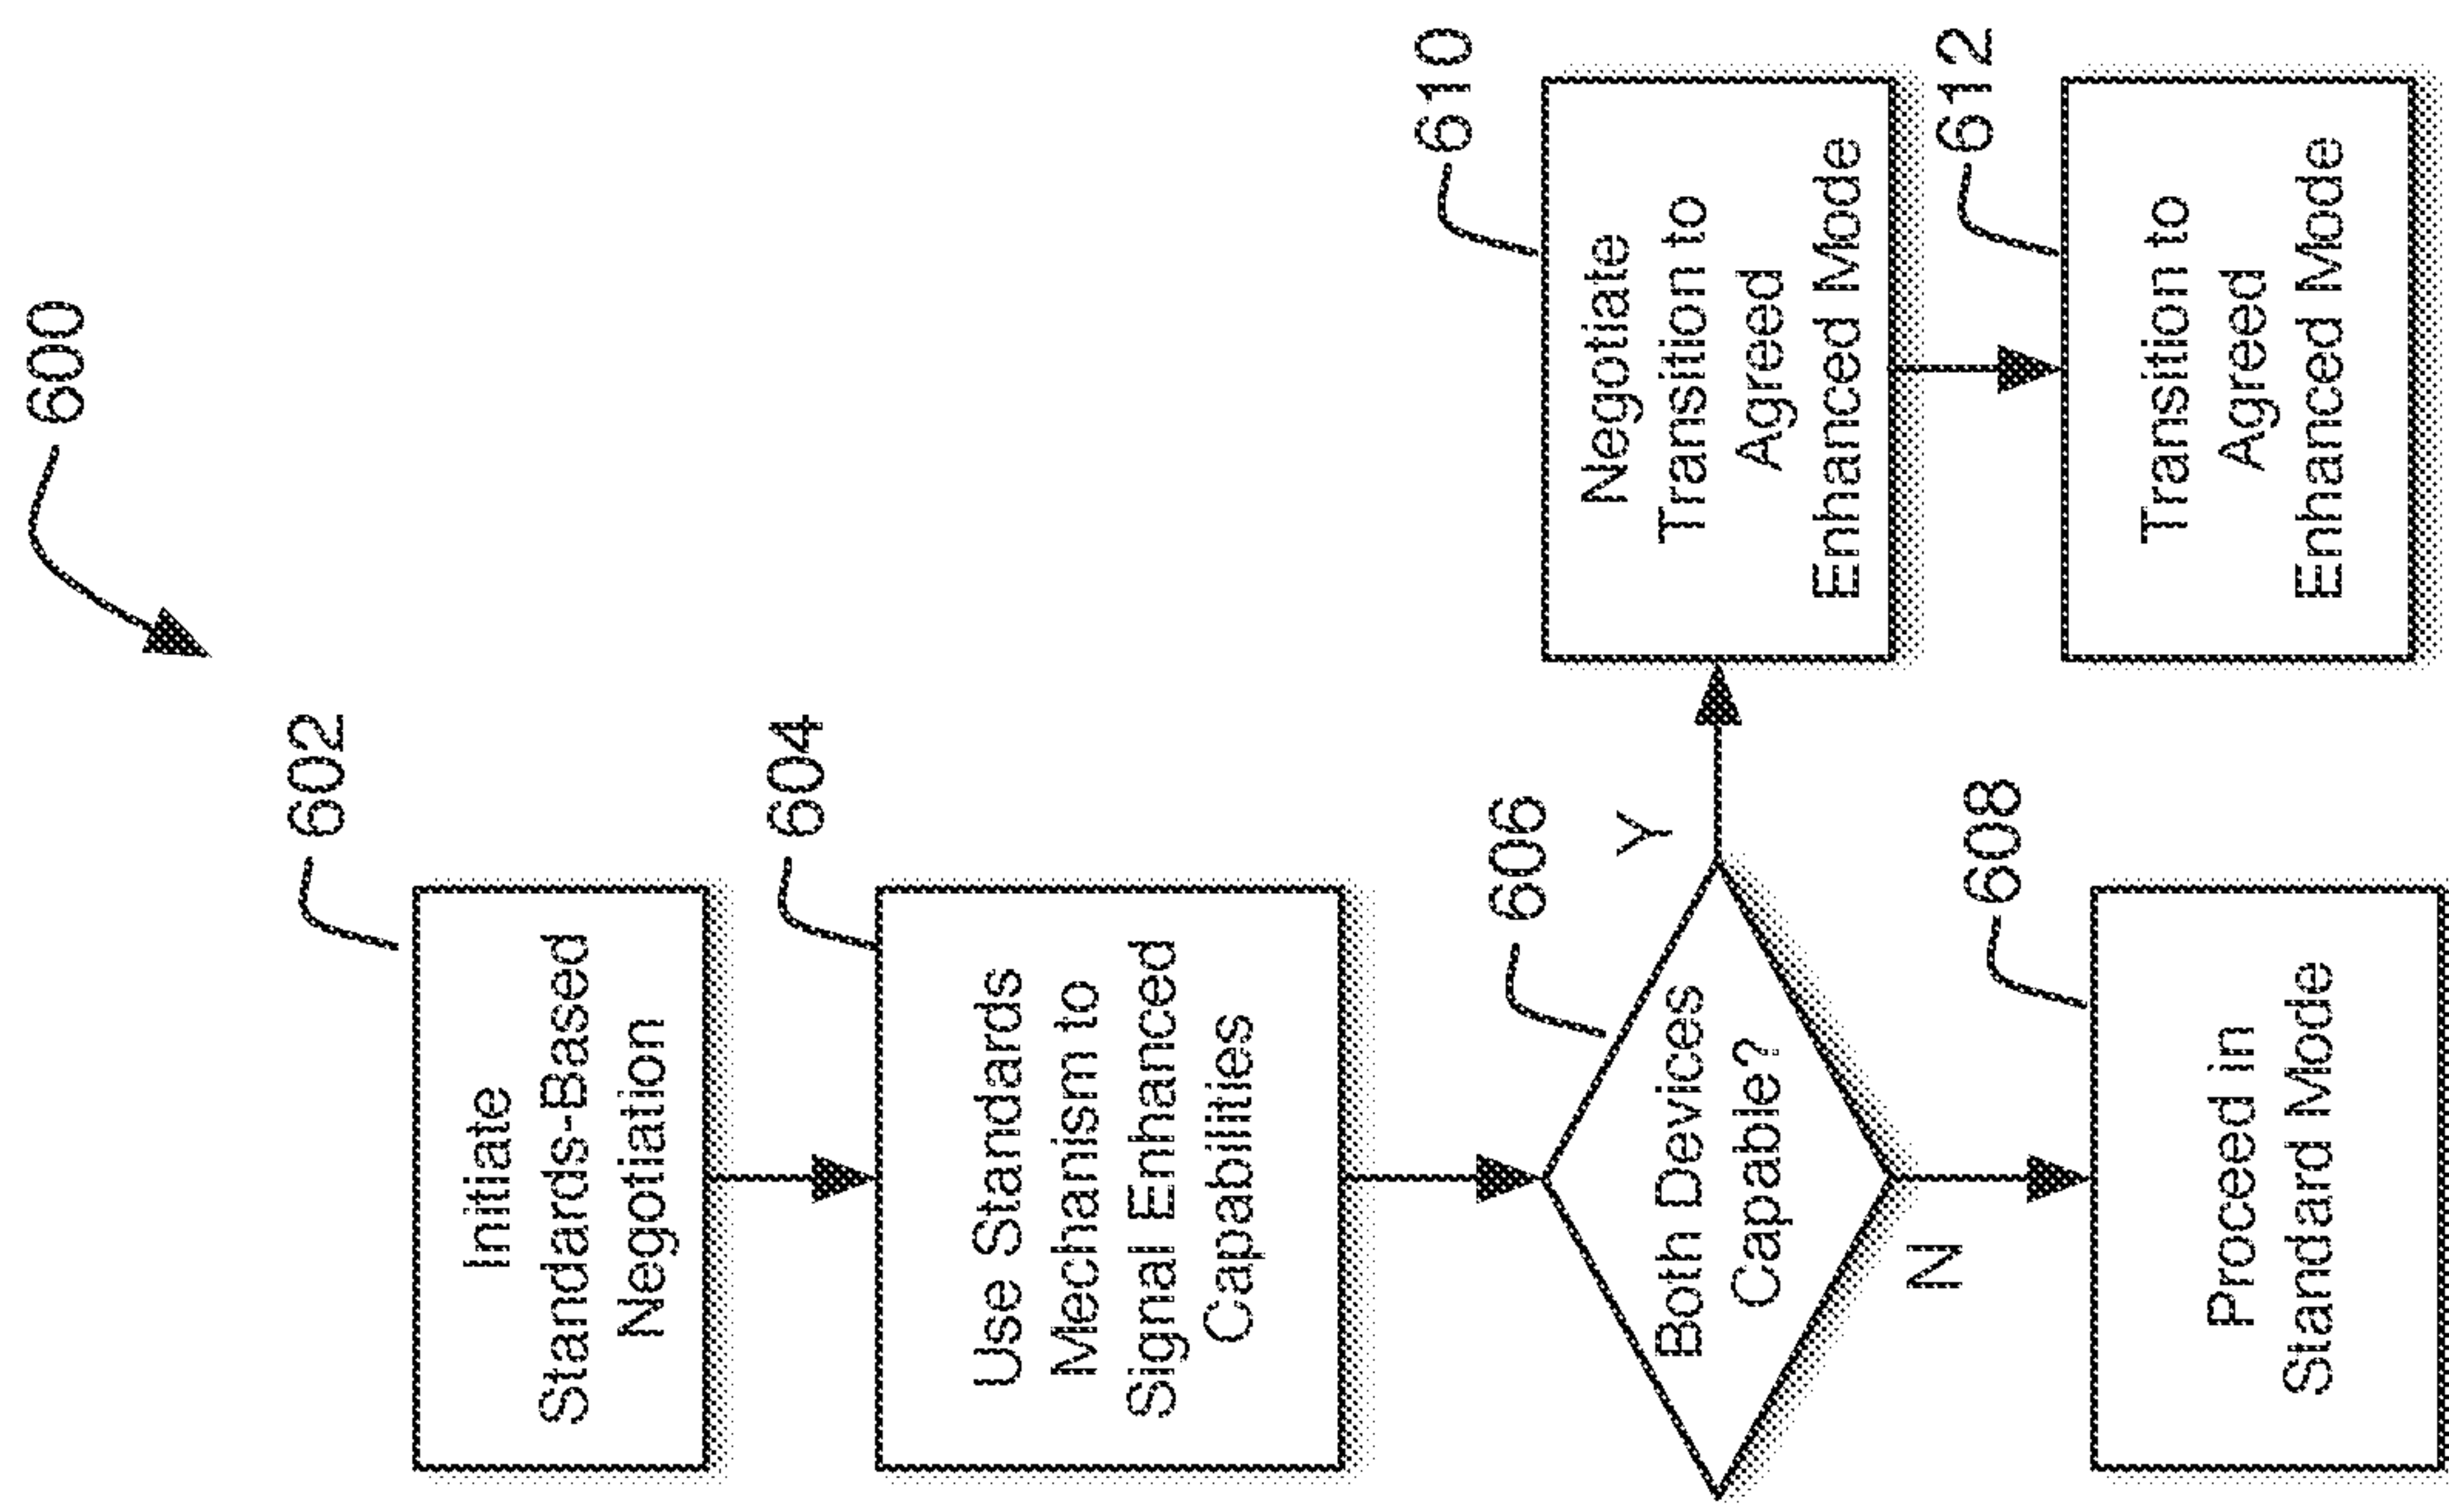 600
602
Initiate
Standards-Based
Negotiation
604
Use Standards
Mechanism to
Signal Enhanced
Capabilities
606
Both Devices
Capable?
Y
N
608
Proceed in
Standard Mode
610
Negotiate
Transition to
Agreed
Enhanced Mode
612
Transition to
Agreed
Enhanced Mode